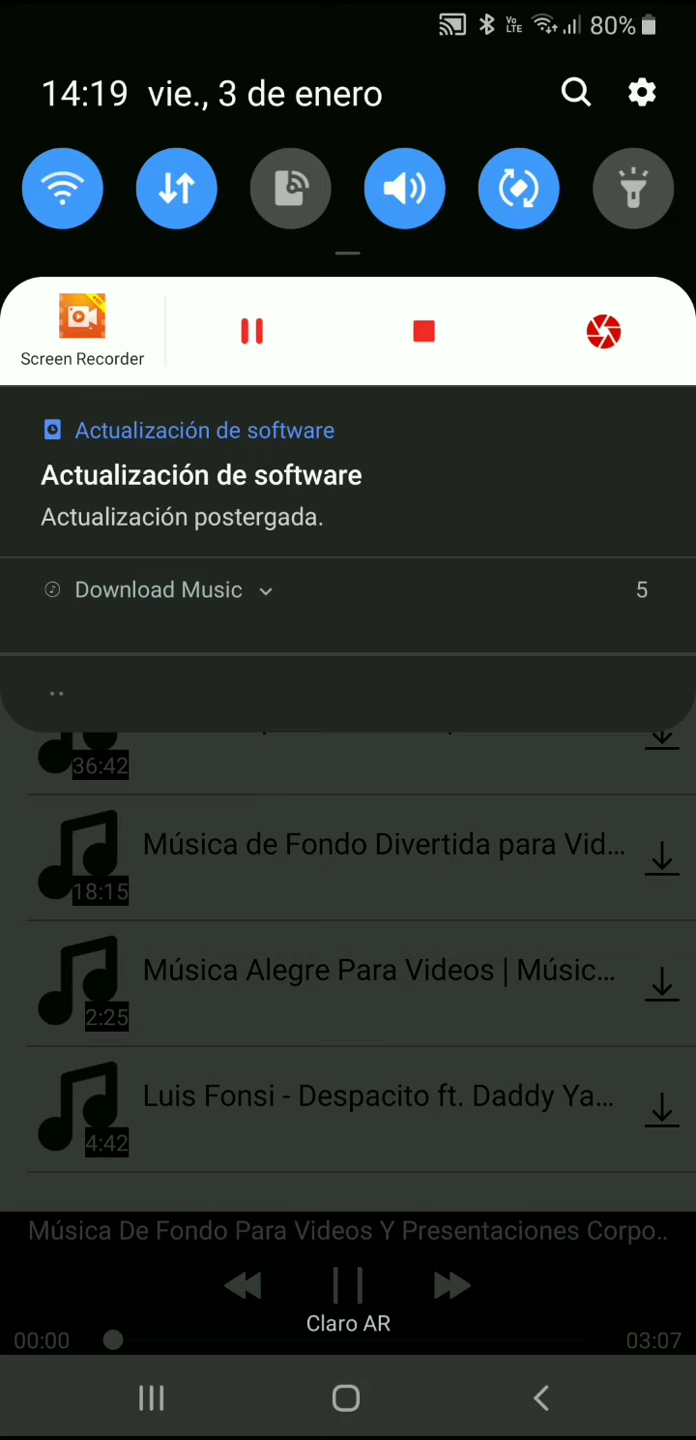 Vo
LTE
80%
14:19 vie., 3 de enero
Screen Recorder
Actualización de software
Actualización de software
Actualización postergada.
Download Music
5
36:42
Música de Fondo Divertida para Vid...
18:15
Música Alegre Para Videos | Músic...
2:25
Luis Fonsi - Despacito ft. Daddy Ya...
4:42
Música De Fondo Para Videos Y Presentaciones Corpo..
Claro AR
00:00
03:07